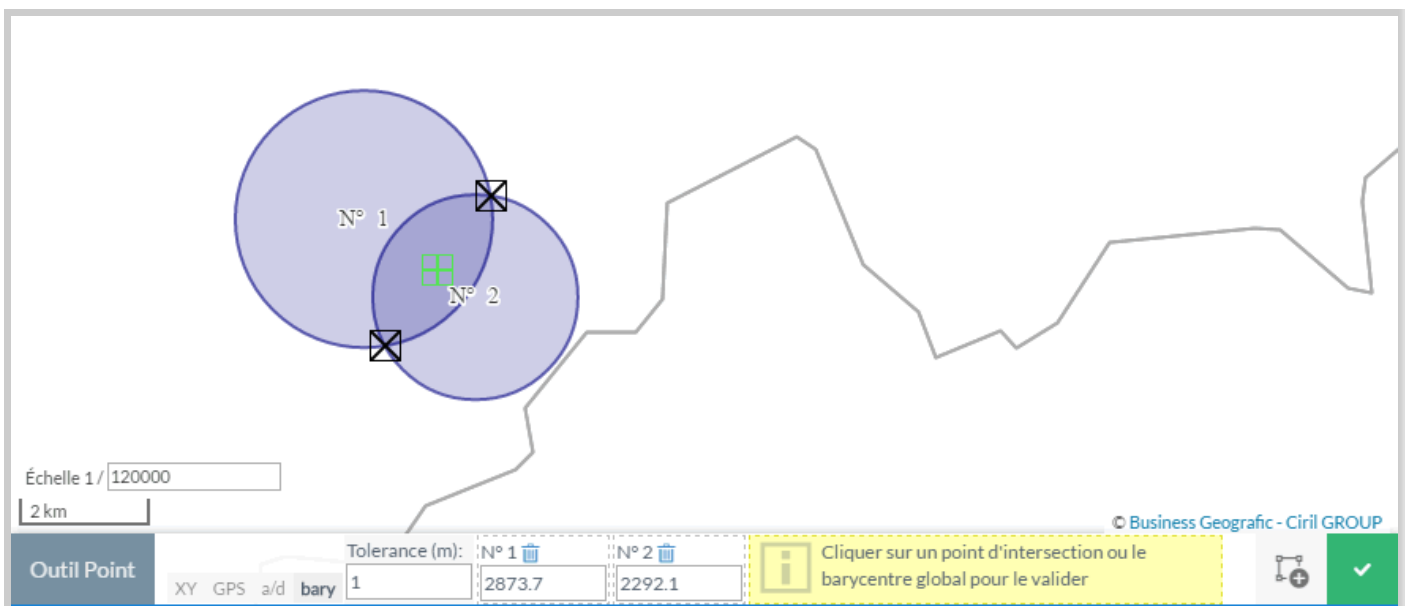 N° 1
N° 2
Échelle 1 / 120000
2 km
© Business Geografic - Ciril GROUP
Outil Point
XY GPS a/d bary
Tolerance (m):
1
N° 1
2873.7
N° 2
2292.1
Cliquer sur un point d'intersection ou le
barycentre global pour le valider